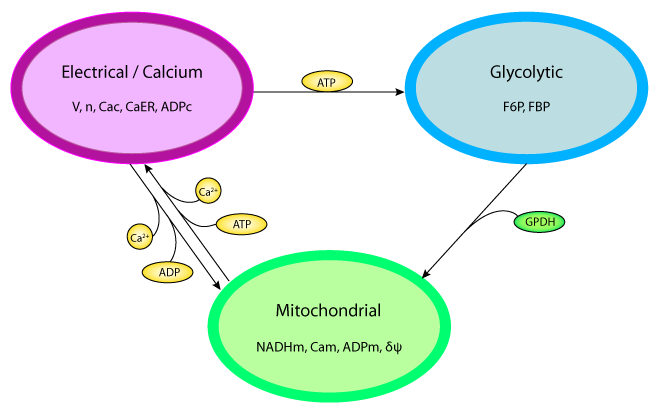 Electrical / Calcium
V, n, Cac, CaER, ADPc
ATP
Glycolytic
F6P, FBP
Ca²⁺
ATP
Ca²⁺
ADP
GPDH
Mitochondrial
NADHm, Cam, ADPm, δψ